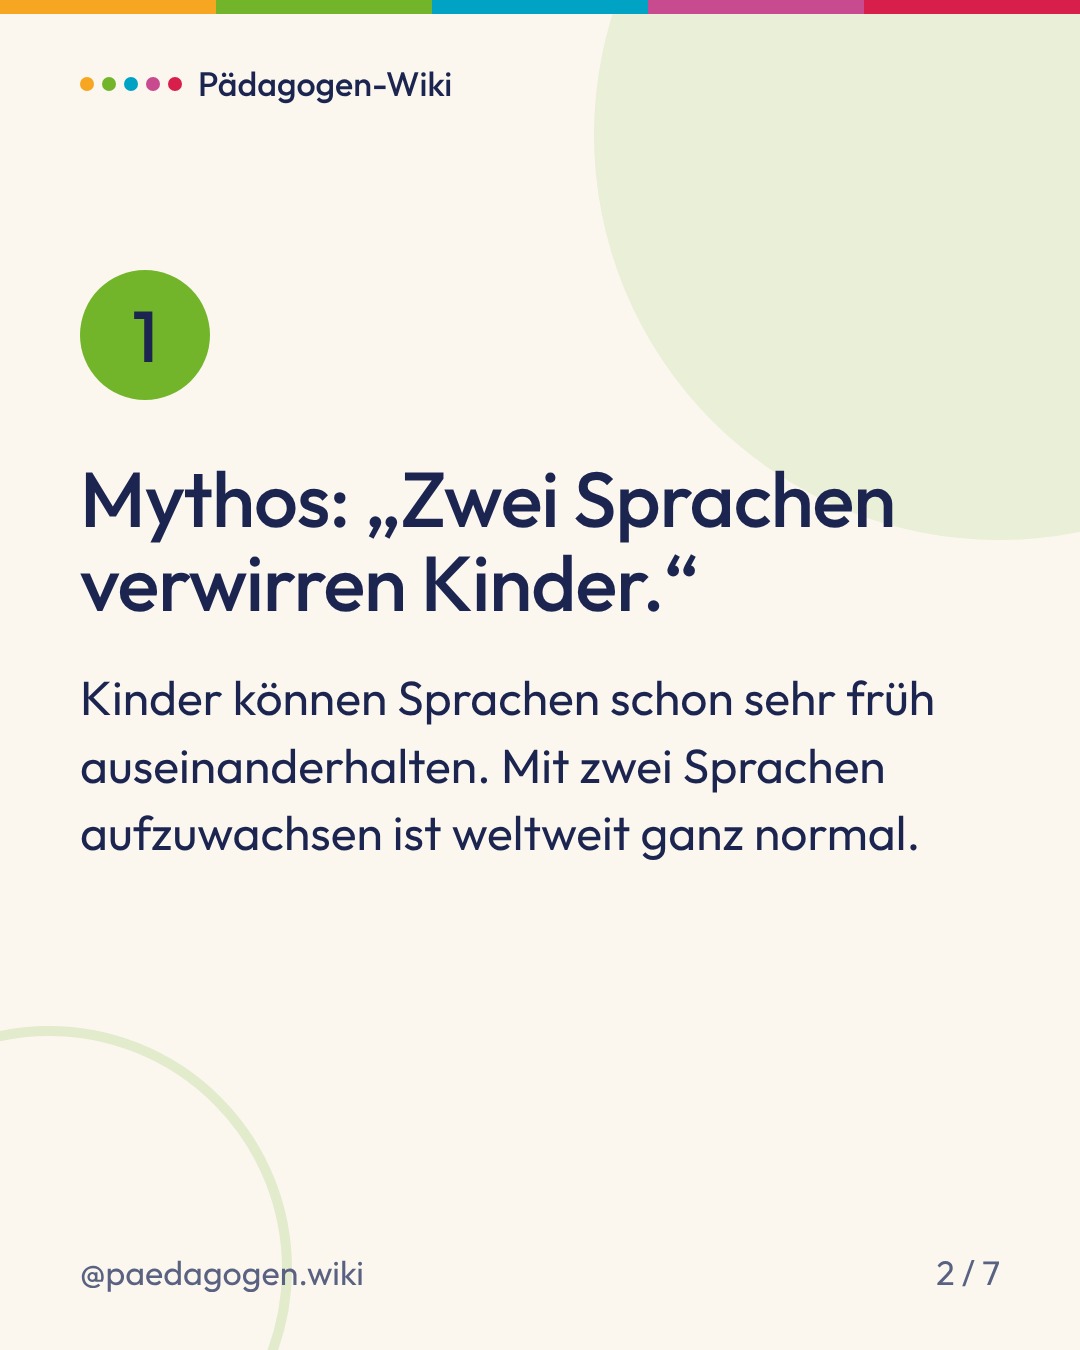 Pädagogen-Wiki
1
Mythos: „Zwei Sprachen
verwirren Kinder.“
Kinder können Sprachen schon sehr früh
auseinanderhalten. Mit zwei Sprachen
aufzuwachsen ist weltweit ganz normal.
@paedagogen.wiki
2 / 7